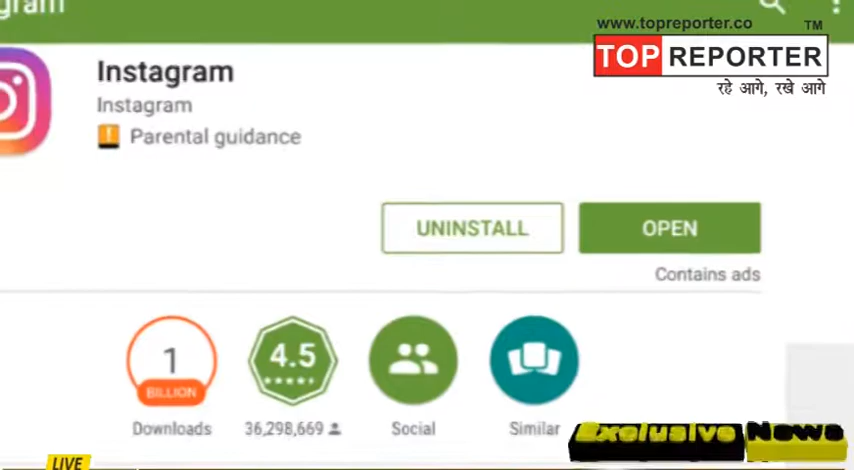 gram
www.topreporter.co TM
TOP REPORTER
रहे आगे, रखे आगे
Instagram
Instagram
Parental guidance
UNINSTALL
OPEN
Contains ads
1
BILLION
4.5
Downloads
36,298,669
Social
Similar
Exclusive News
LIVE